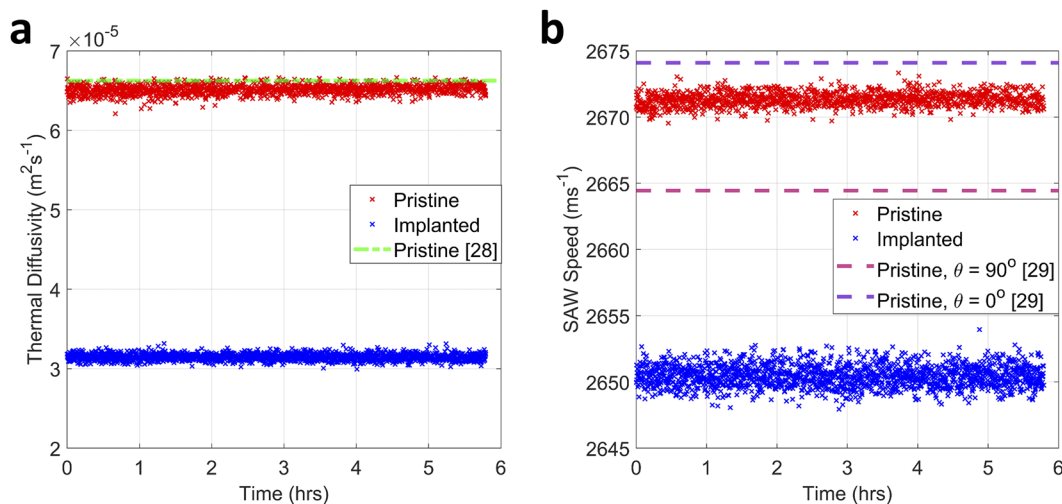 a
×10⁻⁵
7
6
5
4
3
2
Thermal Diffusivity (m²s⁻¹)
Pristine
Implanted
Pristine [28]
0 1 2 3 4 5 6
Time (hrs)
b
2675
2670
2665
2660
2655
2650
2645
SAW Speed (ms⁻¹)
Pristine
Implanted
Pristine, θ = 90° [29]
Pristine, θ = 0° [29]
0 1 2 3 4 5 6
Time (hrs)